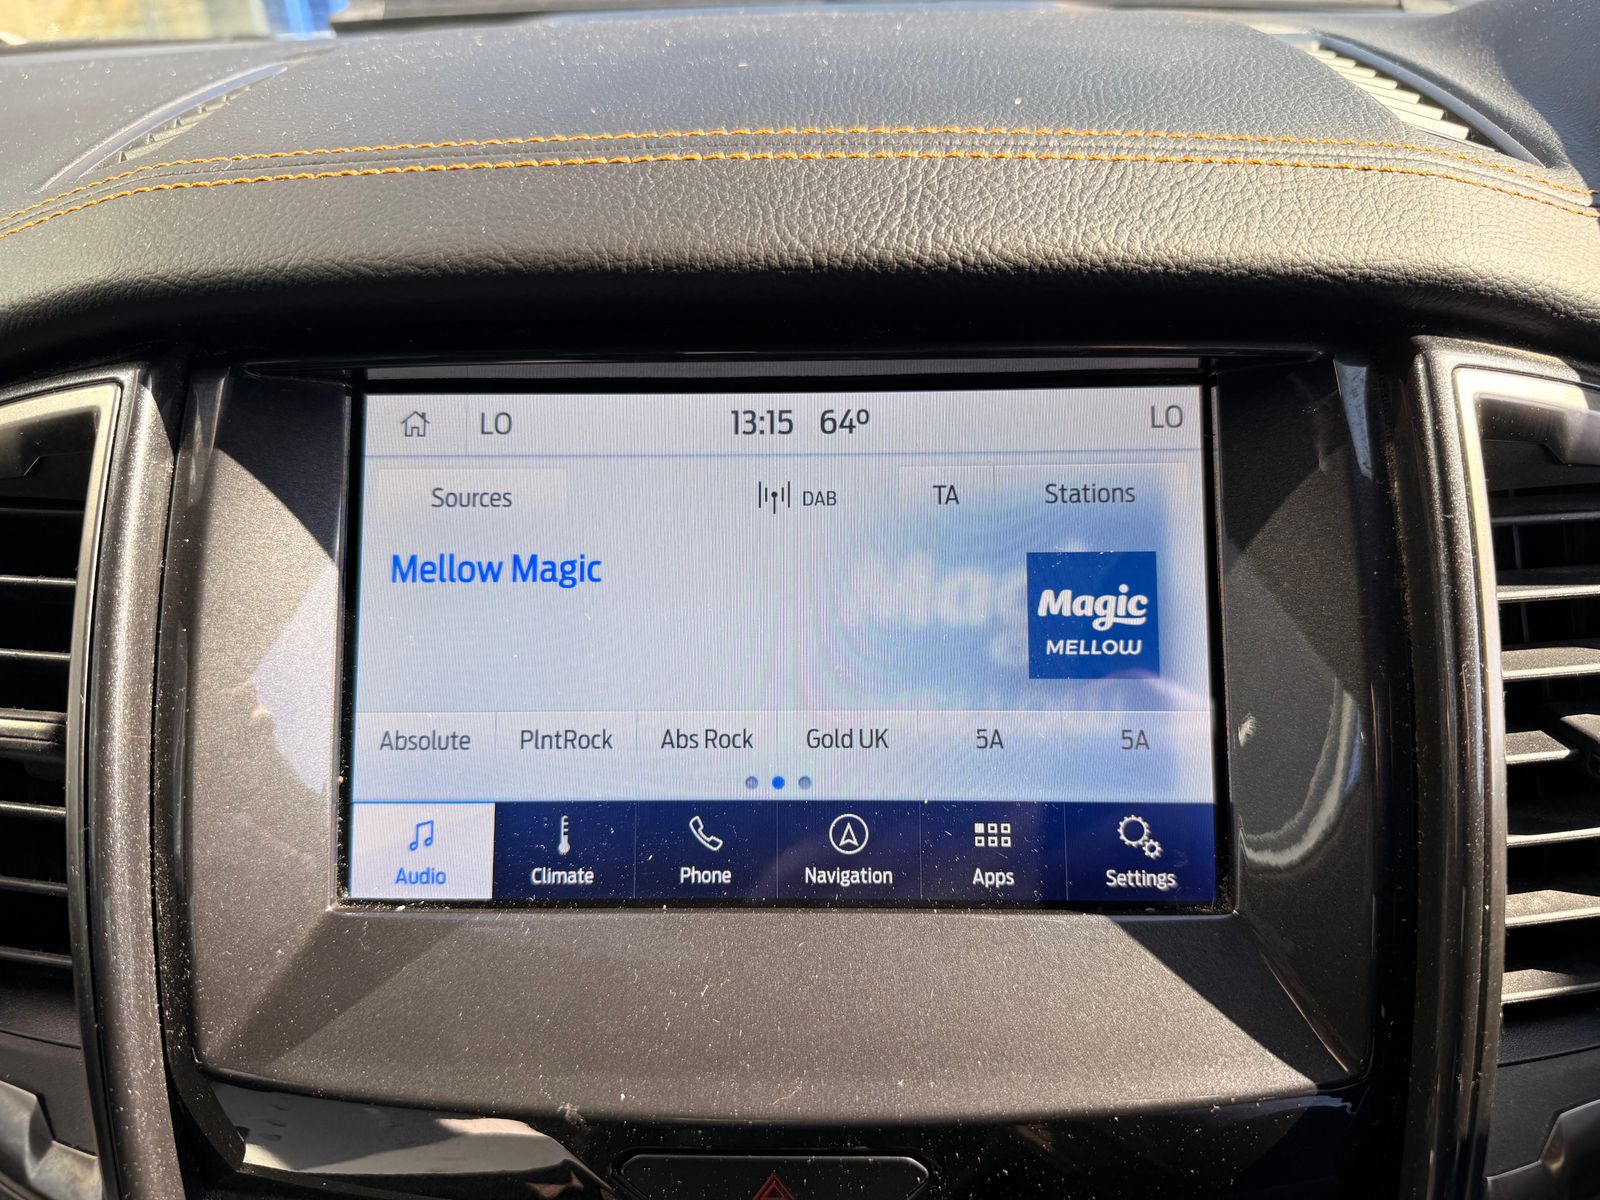 LO 13:15 64º LO
Sources DAB TA Stations
Mellow Magic
Magic
MELLOW
Absolute PlntRock Abs Rock Gold UK 5A 5A
Audio Climate Phone Navigation Apps Settings